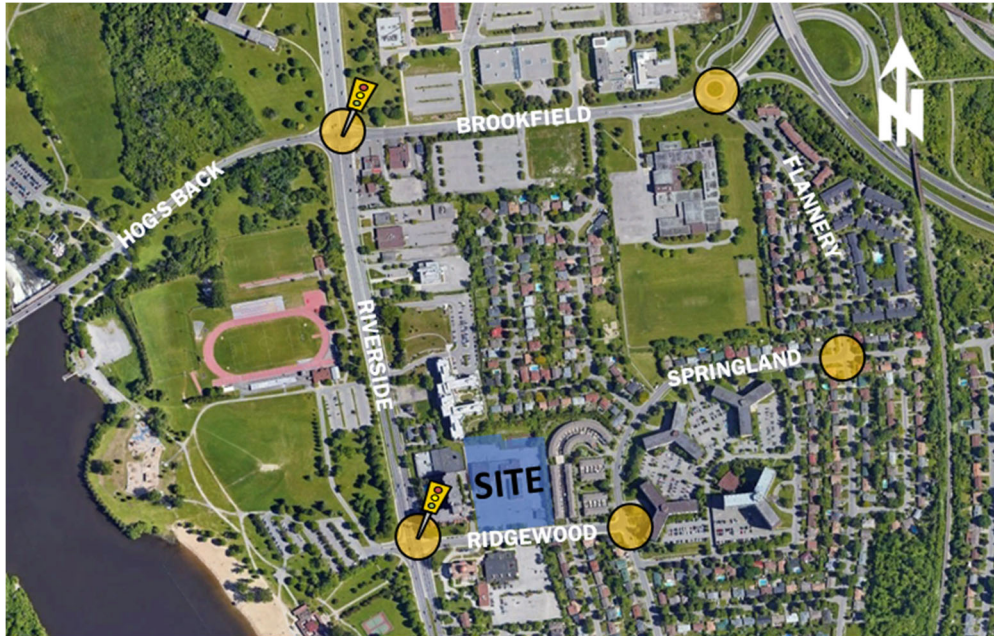 BROOKFIELD
HOG'S BACK
FLANNERY
RIVERSIDE
SPRINGLAND
SITE
RIDGEWOOD
N